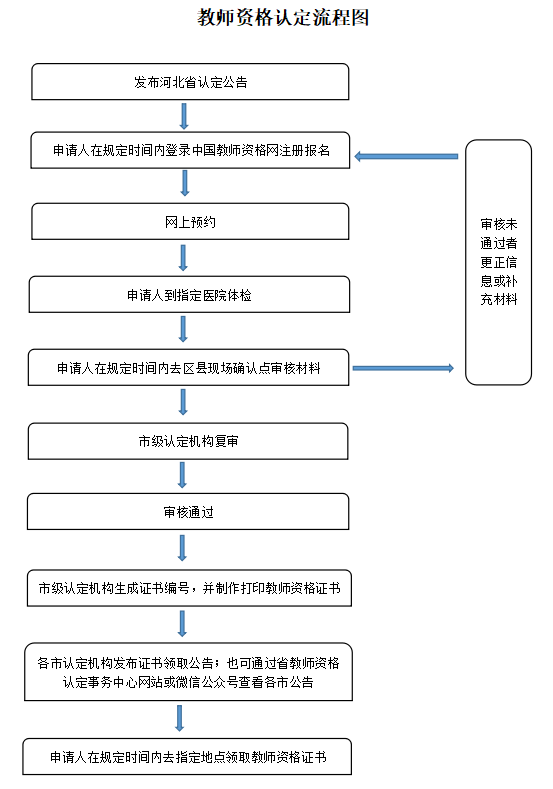 教师资格认定流程图
发布河北省认定公告
申请人在规定时间内登录中国教师资格网注册报名
网上预约
申请人到指定医院体检
申请人在规定时间内去区县现场确认点审核材料
审核未
通过者
更正信
息或补
充材料
市级认定机构复审
审核通过
市级认定机构生成证书编号，并制作打印教师资格证书
各市认定机构发布证书领取公告；也可通过省教师资格
认定事务中心网站或微信公众号查看各市公告
申请人在规定时间内去指定地点领取教师资格证书